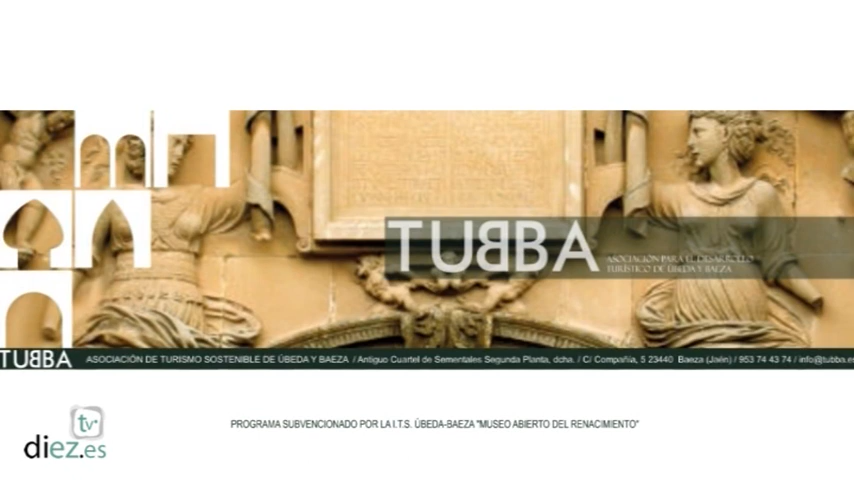 TUBBA
ASOCIACIÓN PARA EL DESARROLLO
TURÍSTICO DE ÚBEDA Y BAEZA
TUBBA ASOCIACIÓN DE TURISMO SOSTENIBLE DE ÚBEDA Y BAEZA / Antiguo Cuartel de Sementales Segunda Planta, dcha. / C/ Compañía, 5 23440 Baeza (Jaén) / 953 74 43 74 / info@tubba.es
PROGRAMA SUBVENCIONADO POR LA I.T.S. ÚBEDA-BAEZA "MUSEO ABIERTO DEL RENACIMIENTO"
tv
diez.es